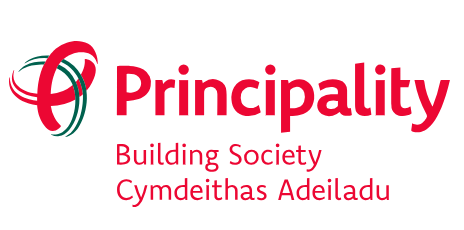 Principality
Building Society
Cymdeithas Adeiladu